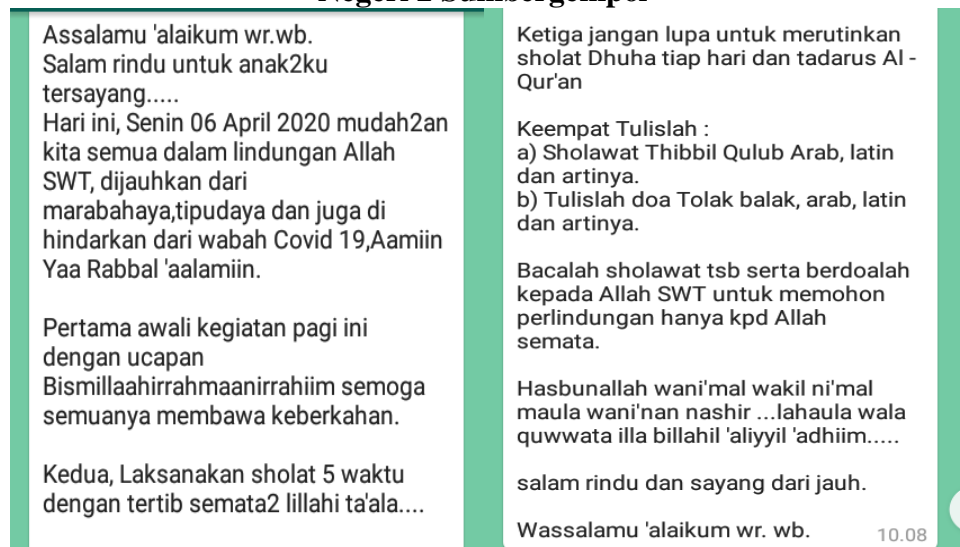 Assalamu 'alaikum wr.wb.
Salam rindu untuk anak2ku
tersayang.....
Hari ini, Senin 06 April 2020 mudah2an
kita semua dalam lindungan Allah
SWT, dijauhkan dari
marabahaya,tipudaya dan juga di
hindarkan dari wabah Covid 19,Aamiin
Yaa Rabbal 'aalamiin.

Pertama awali kegiatan pagi ini
dengan ucapan
Bismillaahirrahmaanirrahiim semoga
semuanya membawa keberkahan.

Kedua, Laksanakan sholat 5 waktu
dengan tertib semata2 lillahi ta'ala....

Ketiga jangan lupa untuk merutinkan
sholat Dhuha tiap hari dan tadarus Al -
Qur'an

Keempat Tulislah :
a) Sholawat Thibbil Qulub Arab, latin
dan artinya.
b) Tulislah doa Tolak balak, arab, latin
dan artinya.

Bacalah sholawat tsb serta berdoalah
kepada Allah SWT untuk memohon
perlindungan hanya kpd Allah
semata.

Hasbunallah wani'mal wakil ni'mal
maula wani'nan nashir ...lahaula wala
quwwata illa billahil 'aliyyil 'adhiim.....

salam rindu dan sayang dari jauh.

Wassalamu 'alaikum wr. wb.
10.08